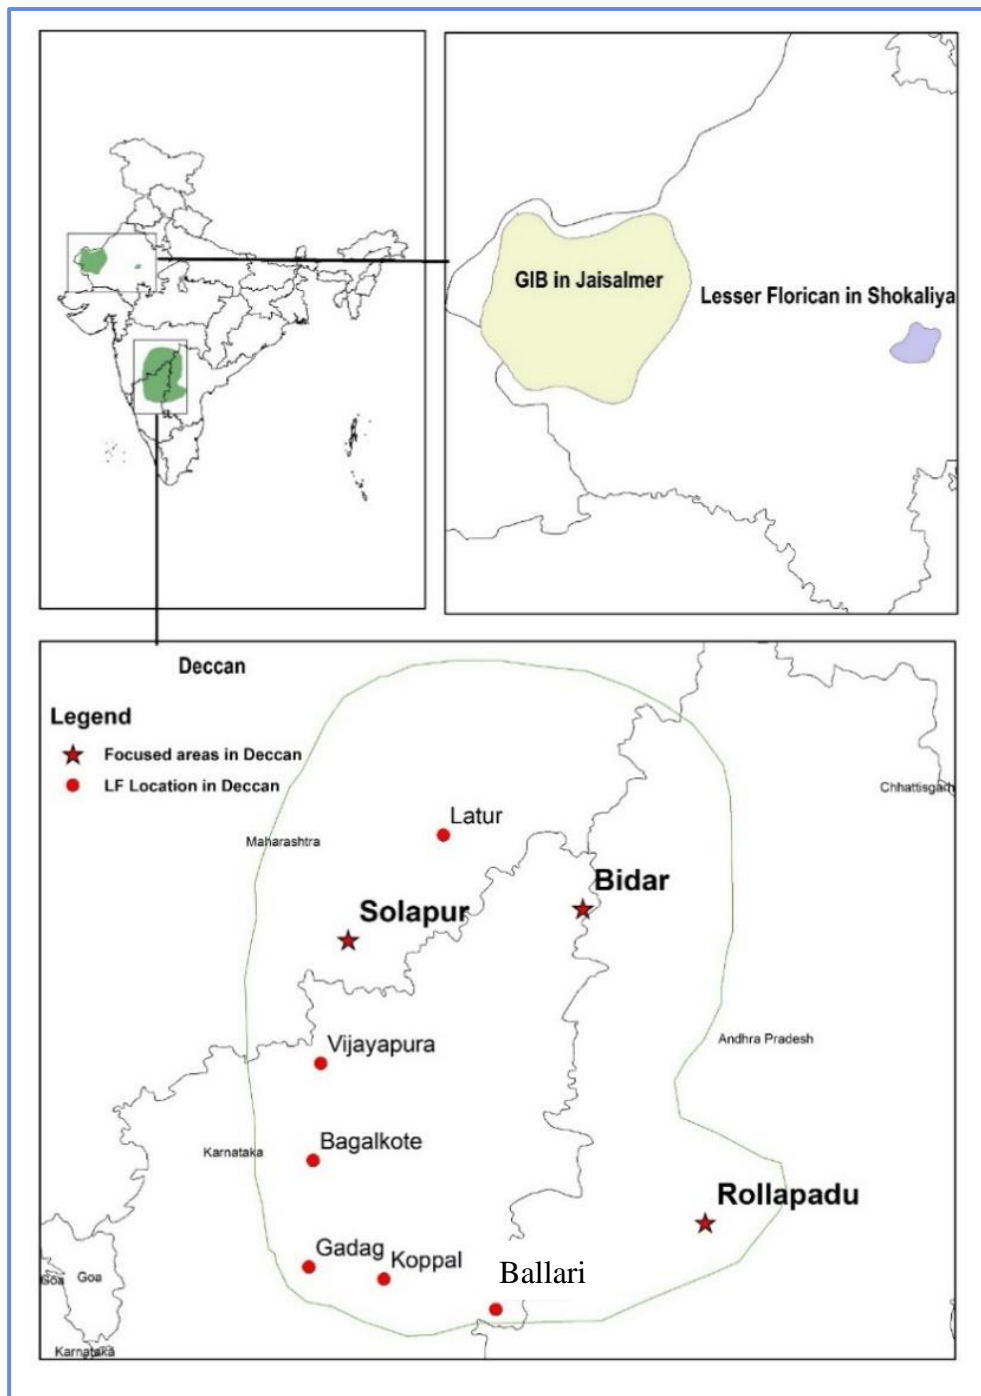 GIB in Jaisalmer
Lesser Florican in Shokaliya
Deccan
Legend
Focused areas in Deccan
LF Location in Deccan
Chhattisgarh
Latur
Maharashtra
Bidar
Solapur
Andhra Pradesh
Vijayapura
Bagalkote
Karnataka
Rollapadu
Gadag
Koppal
Ballari
Goa
Goa
Karnataka